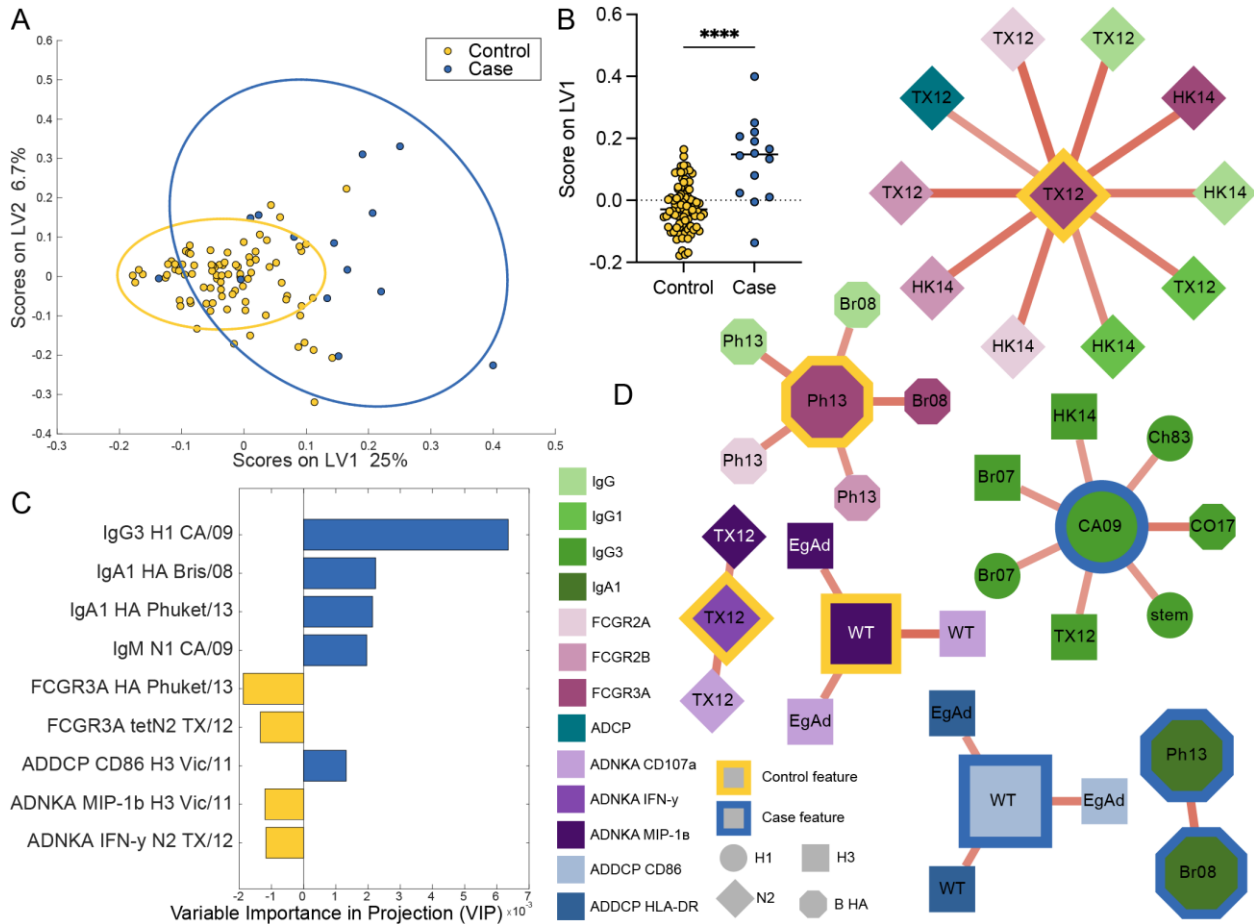 A
0.6
0.5
0.4
0.3
0.2
0.1
0
-0.1
-0.2
-0.3
-0.4
-0.3
-0.2
-0.1
0
0.1
0.2
0.3
0.4
0.5
Scores on LV2 6.7%
Scores on LV1 25%
Control
Case
B
****
0.6
0.4
0.2
0.0
-0.2
Score on LV1
Control
Case
TX12
TX12
TX12
HK14
TX12
TX12
HK14
HK14
TX12
HK14
HK14
Br08
Ph13
Ph13
Br08
Ph13
Ph13
D
C
IgG3 H1 CA/09
IgA1 HA Bris/08
IgA1 HA Phuket/13
IgM N1 CA/09
FCGR3A HA Phuket/13
FCGR3A tetN2 TX/12
ADDCP CD86 H3 Vic/11
ADNKA MIP-1b H3 Vic/11
ADNKA IFN-y N2 TX/12
-2
-1
0
1
2
3
4
5
6
7
Variable Importance in Projection (VIP) ×10⁻³
IgG
IgG1
IgG3
IgA1
FCGR2A
FCGR2B
FCGR3A
ADCP
ADNKA CD107a
ADNKA IFN-y
ADNKA MIP-1в
ADDCP CD86
ADDCP HLA-DR
TX12
TX12
TX12
EgAd
WT
WT
EgAd
Control feature
Case feature
H1
H3
N2
B HA
HK14
Ch83
Br07
CA09
CO17
Br07
TX12
stem
EgAd
WT
EgAd
WT
Ph13
Br08